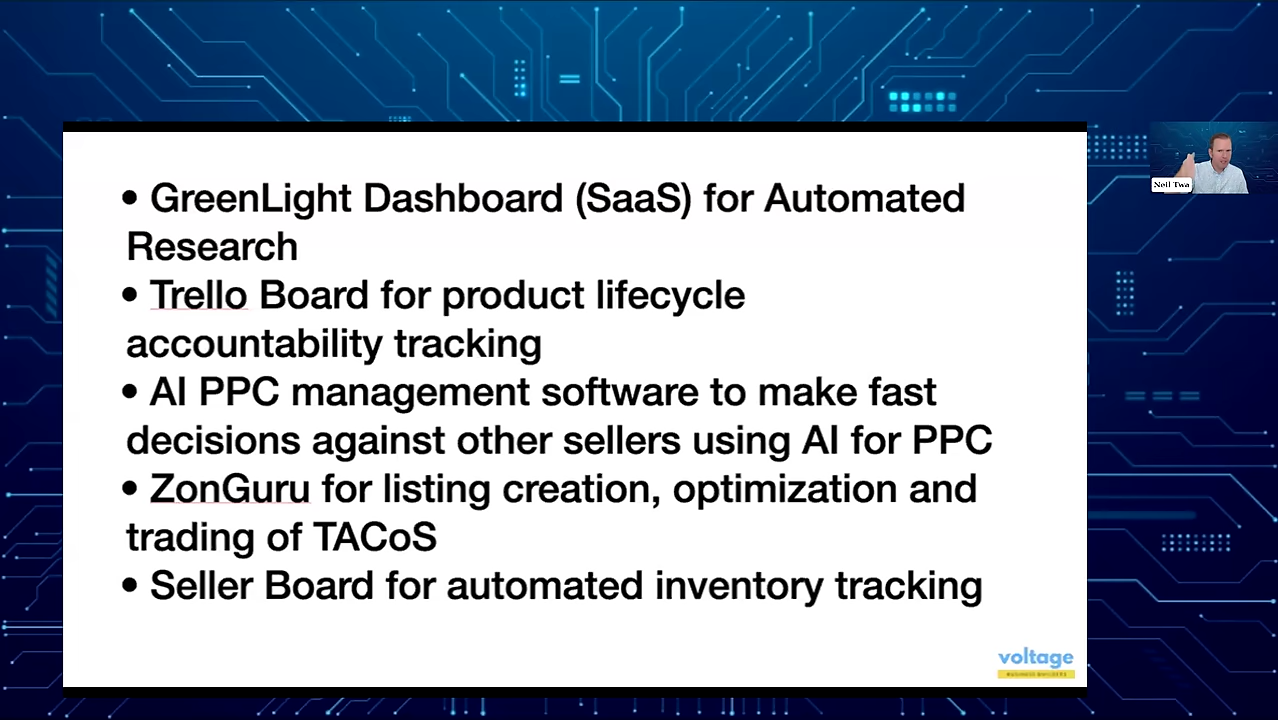 • GreenLight Dashboard (SaaS) for Automated
Research
• Trello Board for product lifecycle
accountability tracking
• AI PPC management software to make fast
decisions against other sellers using AI for PPC
• ZonGuru for listing creation, optimization and
trading of TACoS
• Seller Board for automated inventory tracking
Neil Twa
voltage